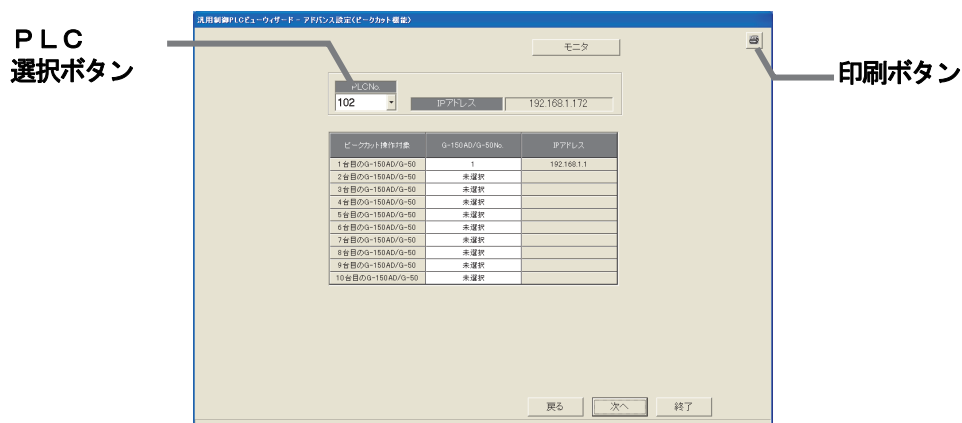 汎用制御PLCビューウィザード - アドバンス設定(ピークカット機能)
PLC
選択ボタン
モニタ
印刷ボタン
PLCNo.
102 IPアドレス 192.168.1.172
ピークカット操作対象 G-150AD/G-50No. IPアドレス
1台目のG-150AD/G-50 1 192.168.1.1
2台目のG-150AD/G-50 未選択
3台目のG-150AD/G-50 未選択
4台目のG-150AD/G-50 未選択
5台目のG-150AD/G-50 未選択
6台目のG-150AD/G-50 未選択
7台目のG-150AD/G-50 未選択
8台目のG-150AD/G-50 未選択
9台目のG-150AD/G-50 未選択
10台目のG-150AD/G-50 未選択
戻る 次へ 終了